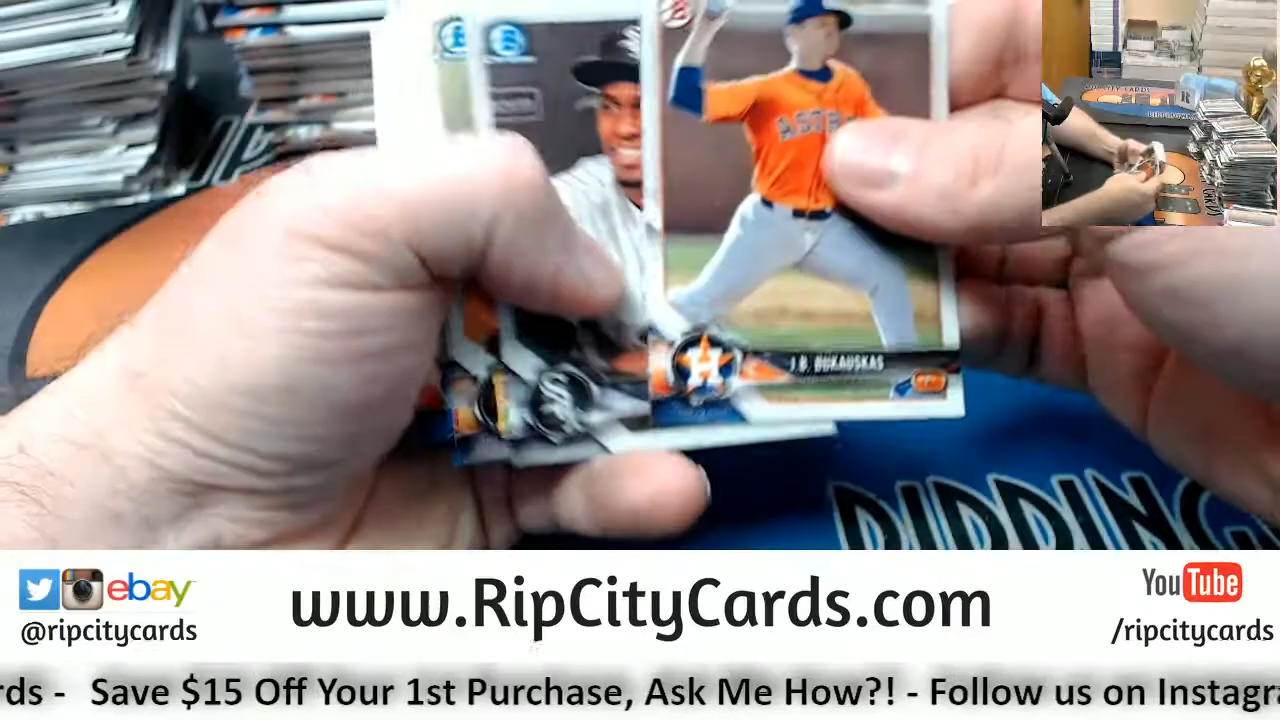 ASTR
J.B. BUKAUSKAS
RIPPING
www.RipCityCards.com
ebay
@ripcitycards
YouTube
/ripcitycards
rds - Save $15 Off Your 1st Purchase, Ask Me How?! - Follow us on Instagra